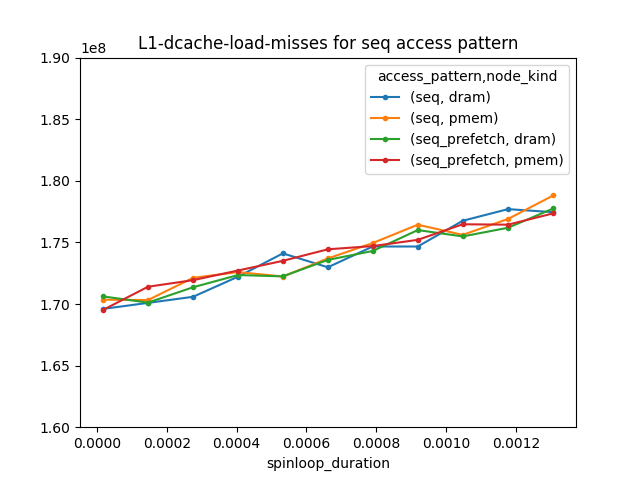 L1-dcache-load-misses for seq access pattern
1e8
1.90
1.85
1.80
1.75
1.70
1.65
1.60
access_pattern,node_kind
(seq, dram)
(seq, pmem)
(seq_prefetch, dram)
(seq_prefetch, pmem)
0.0000 0.0002 0.0004 0.0006 0.0008 0.0010 0.0012
spinloop_duration